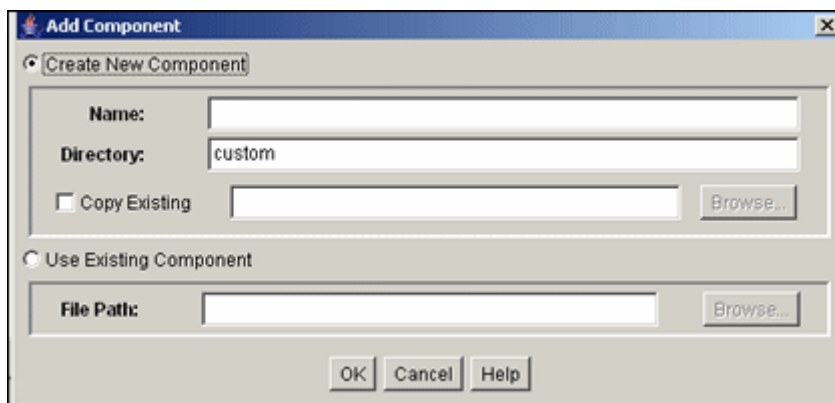 Add Component
Create New Component
Name:
Directory: custom
Copy Existing Browse...
Use Existing Component
File Path: Browse...
OK Cancel Help